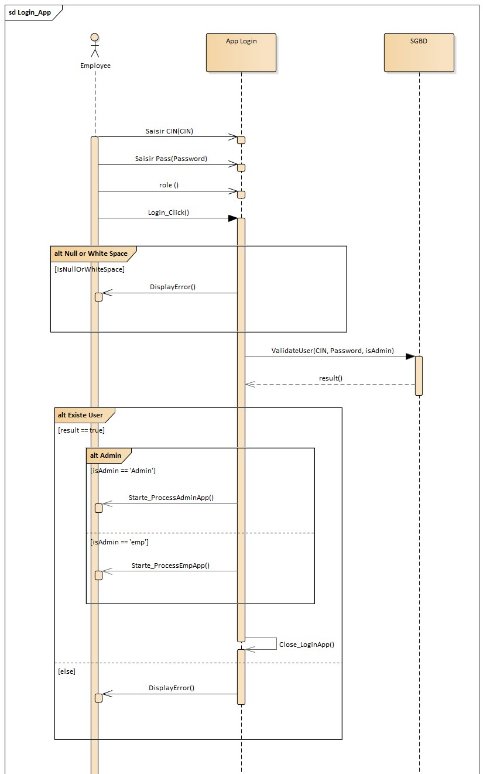 sd Login_App
Employee
App Login
SGBD
Saisir CIN(CIN)
Saisir Pass(Password)
role ()
Login_Click()
alt Null or White Space
[IsNullOrWhiteSpace]
DisplayError()
ValidateUser(CIN, Password, isAdmin)
result()
alt Existe User
[result == true]
alt Admin
[isAdmin == 'Admin']
Starte_ProcessAdminApp()
[isAdmin == 'emp']
Starte_ProcessEmpApp()
Close_LoginApp()
[else]
DisplayError()